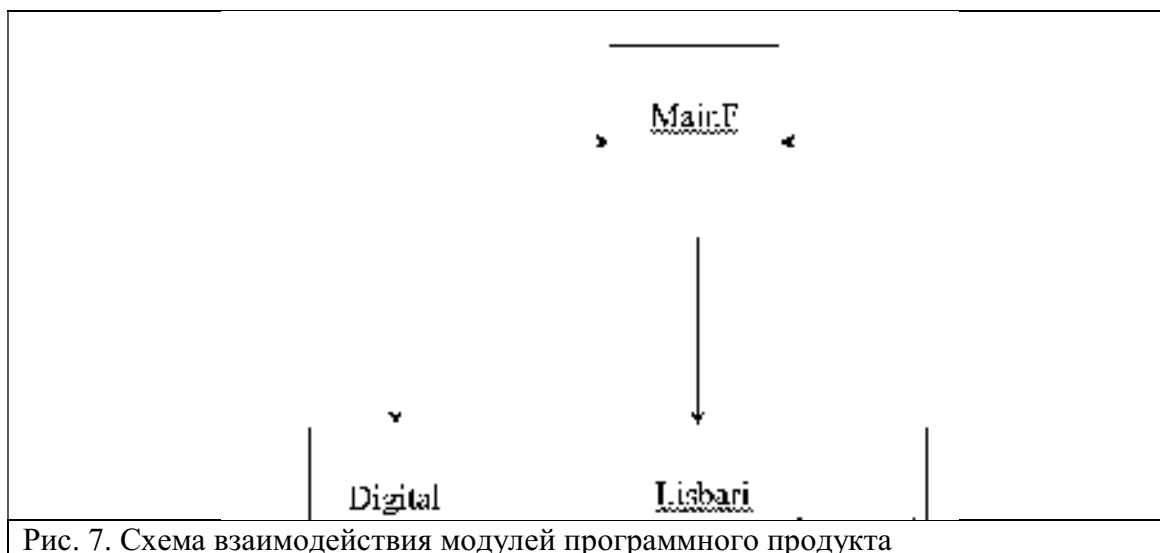 MainF
Digital Lisbari
Рис. 7. Схема взаимодействия модулей программного продукта